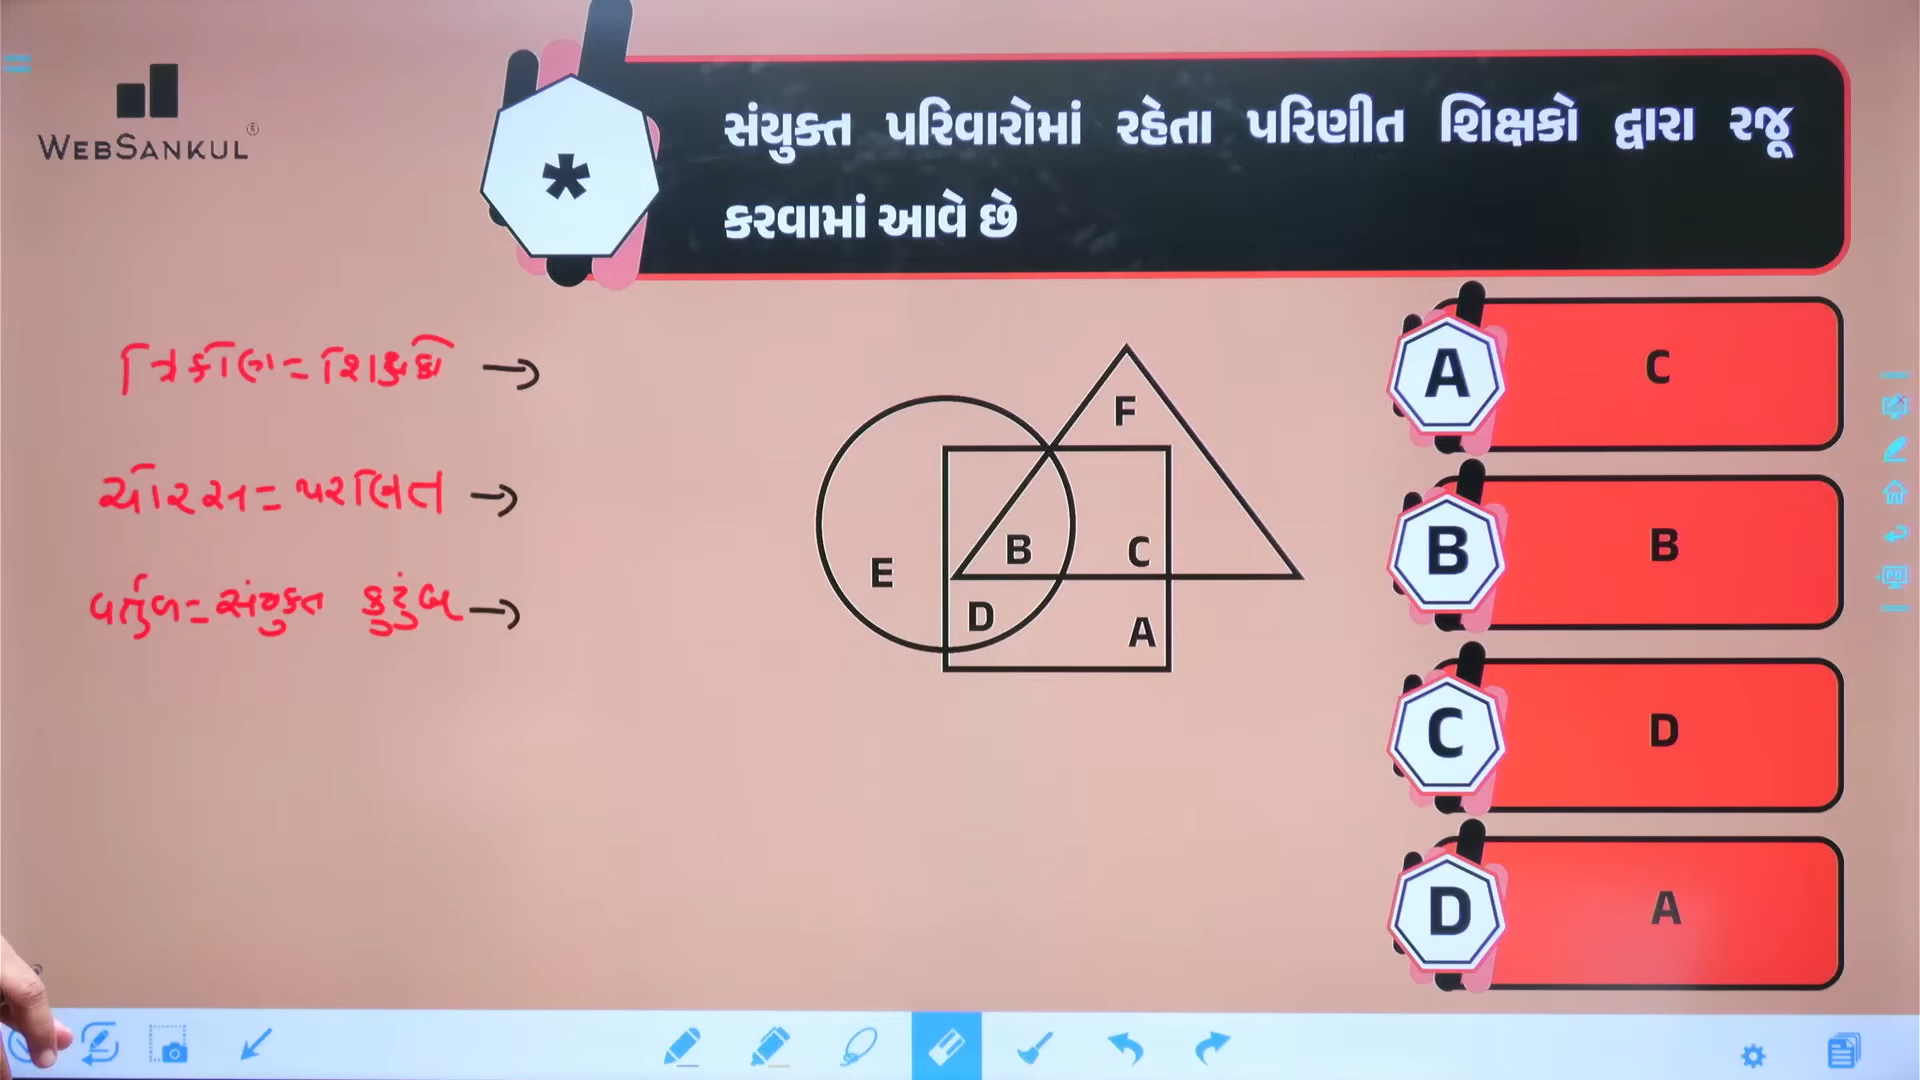 WEBSANKUL®
*
સંયુક્ત પરિવારોમાં રહેતા પરિણીત શિક્ષકો દ્વારા રજૂ
કરવામાં આવે છે
ત્રિકોણ = શિક્ષકો →
ચોરસ = પરણિત →
વર્તુળ = સંયુક્ત કુટુંબ →
F
B
C
E
D
A
A C
B B
C D
D A